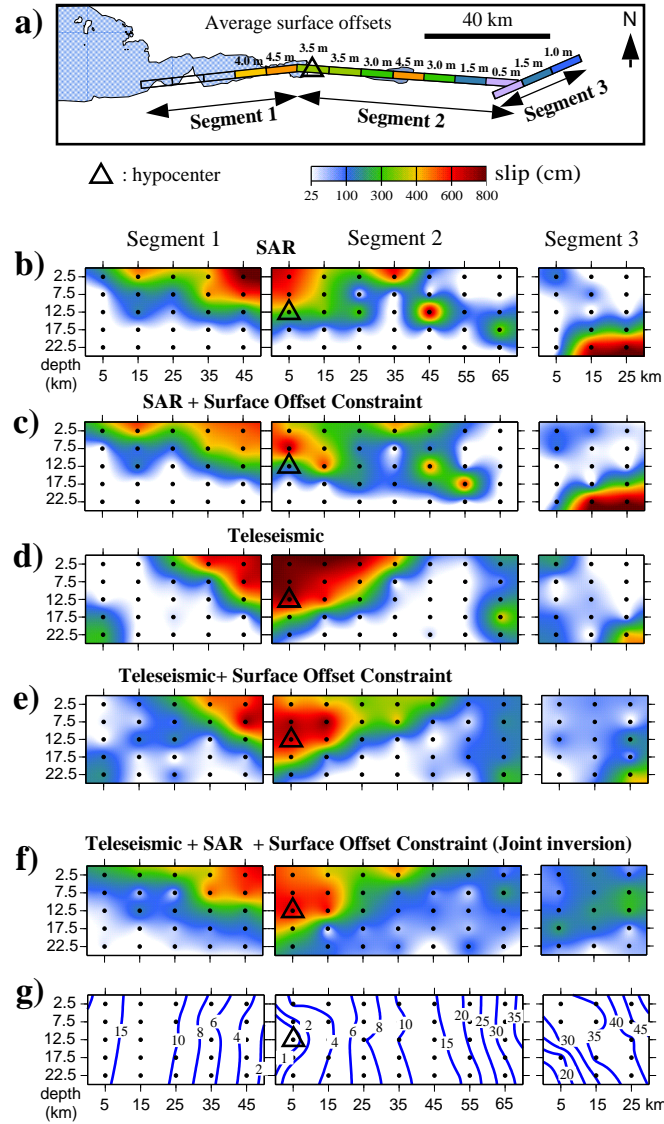 a)
Average surface offsets
40 km
N
4.0 m 4.5 m 3.5 m 3.5 m 3.0 m 4.5 m 3.0 m 1.5 m 0.5 m 1.5 m 1.0 m
Segment 1
Segment 2
Segment 3
: hypocenter
25 200 400 600 800
slip (cm)
Segment 1 Segment 2 Segment 3
SAR
b)
2.5
7.5
12.5
17.5
22.5
depth
(km)
5 15 25 35 45 5 15 25 35 45 55 65 5 15 25 km
SAR + Surface Offset Constraint
c)
2.5
7.5
12.5
17.5
22.5
Teleseismic
d)
2.5
7.5
12.5
17.5
22.5
Teleseismic+ Surface Offset Constraint
e)
2.5
7.5
12.5
17.5
22.5
Teleseismic + SAR + Surface Offset Constraint (Joint inversion)
f)
2.5
7.5
12.5
17.5
22.5
g)
2.5
7.5
12.5
17.5
22.5
15 10 8 6 4 2
1 2 4 6 8 10 15 20 25 30 35
20 30 35 40 45
depth
(km)
5 15 25 35 45 5 15 25 35 45 55 65 5 15 25 km